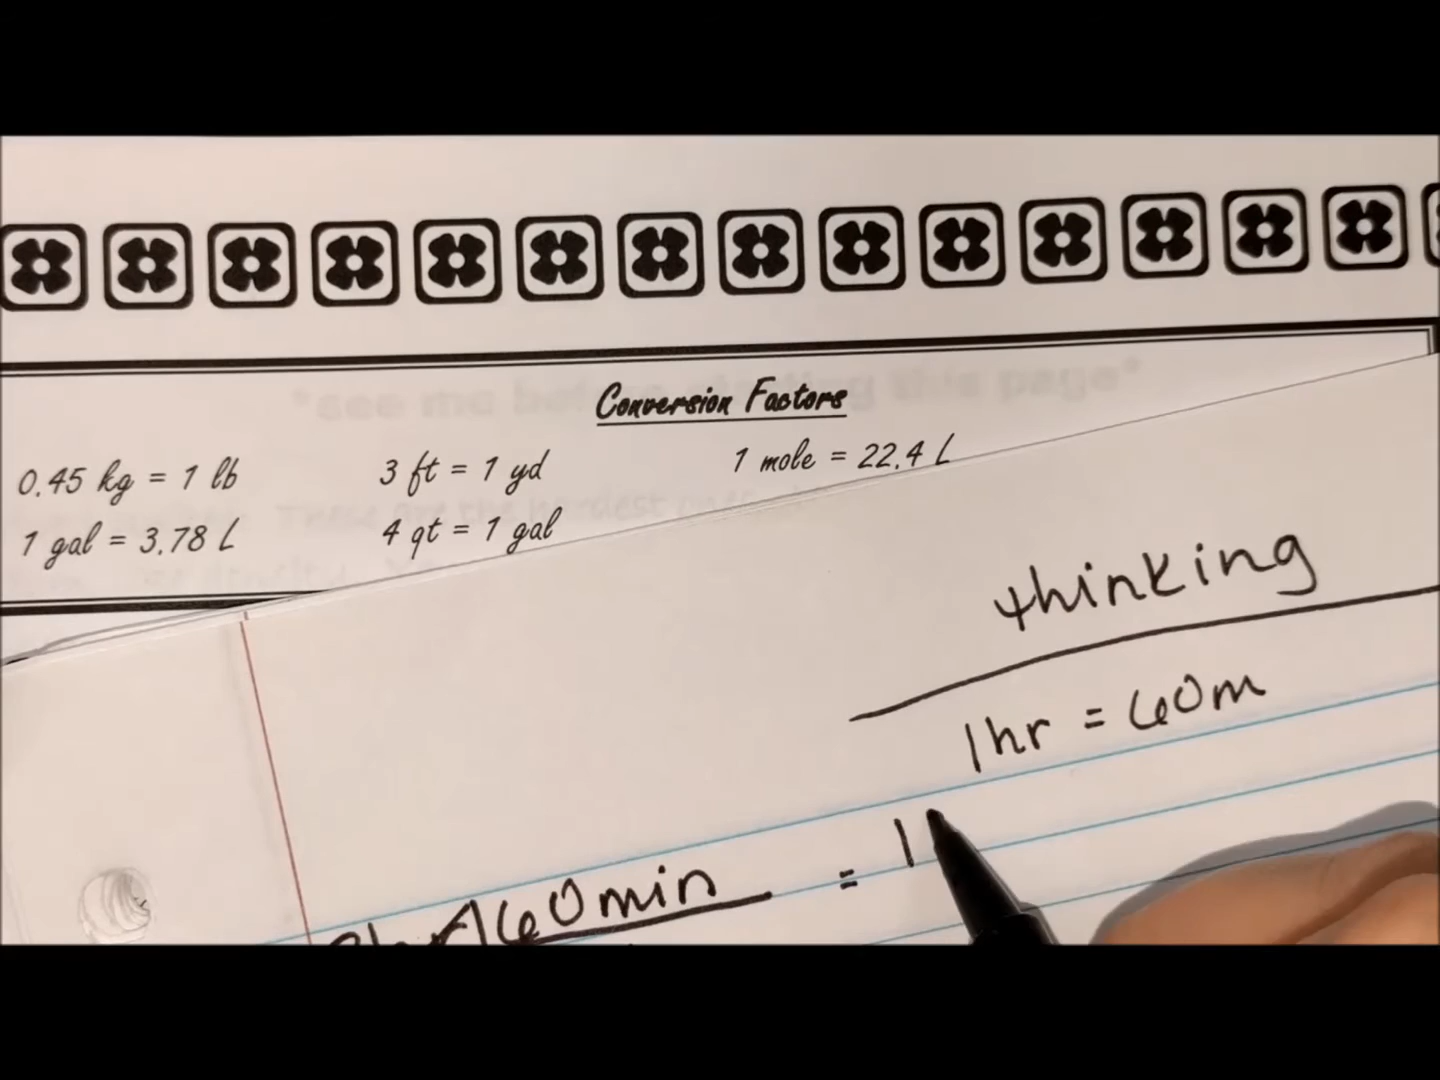 Conversion Factors
0.45 kg = 1 lb 3 ft = 1 yd 1 mole = 22.4 L
1 gal = 3.78 L 4 qt = 1 gal
thinking
1hr = 60m
60min = 1